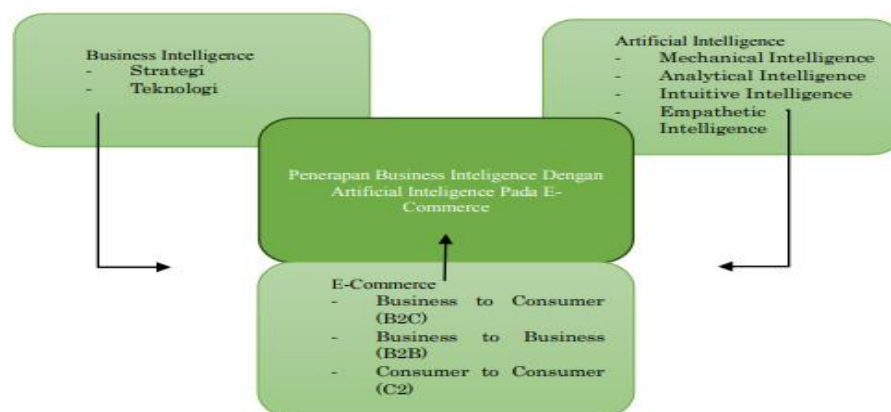 Business Intelligence
- Strategi
- Teknologi
Artificial Intelligence
- Mechanical Intelligence
- Analytical Intelligence
- Intuitive Intelligence
- Empathetic
Intelligence
Penerapan Business Inteligence Dengan
Artificial Inteligence Pada E-
Commerce
E-Commerce
- Business to Consumer
(B2C)
- Business to Business
(B2B)
- Consumer to Consumer
(C2)